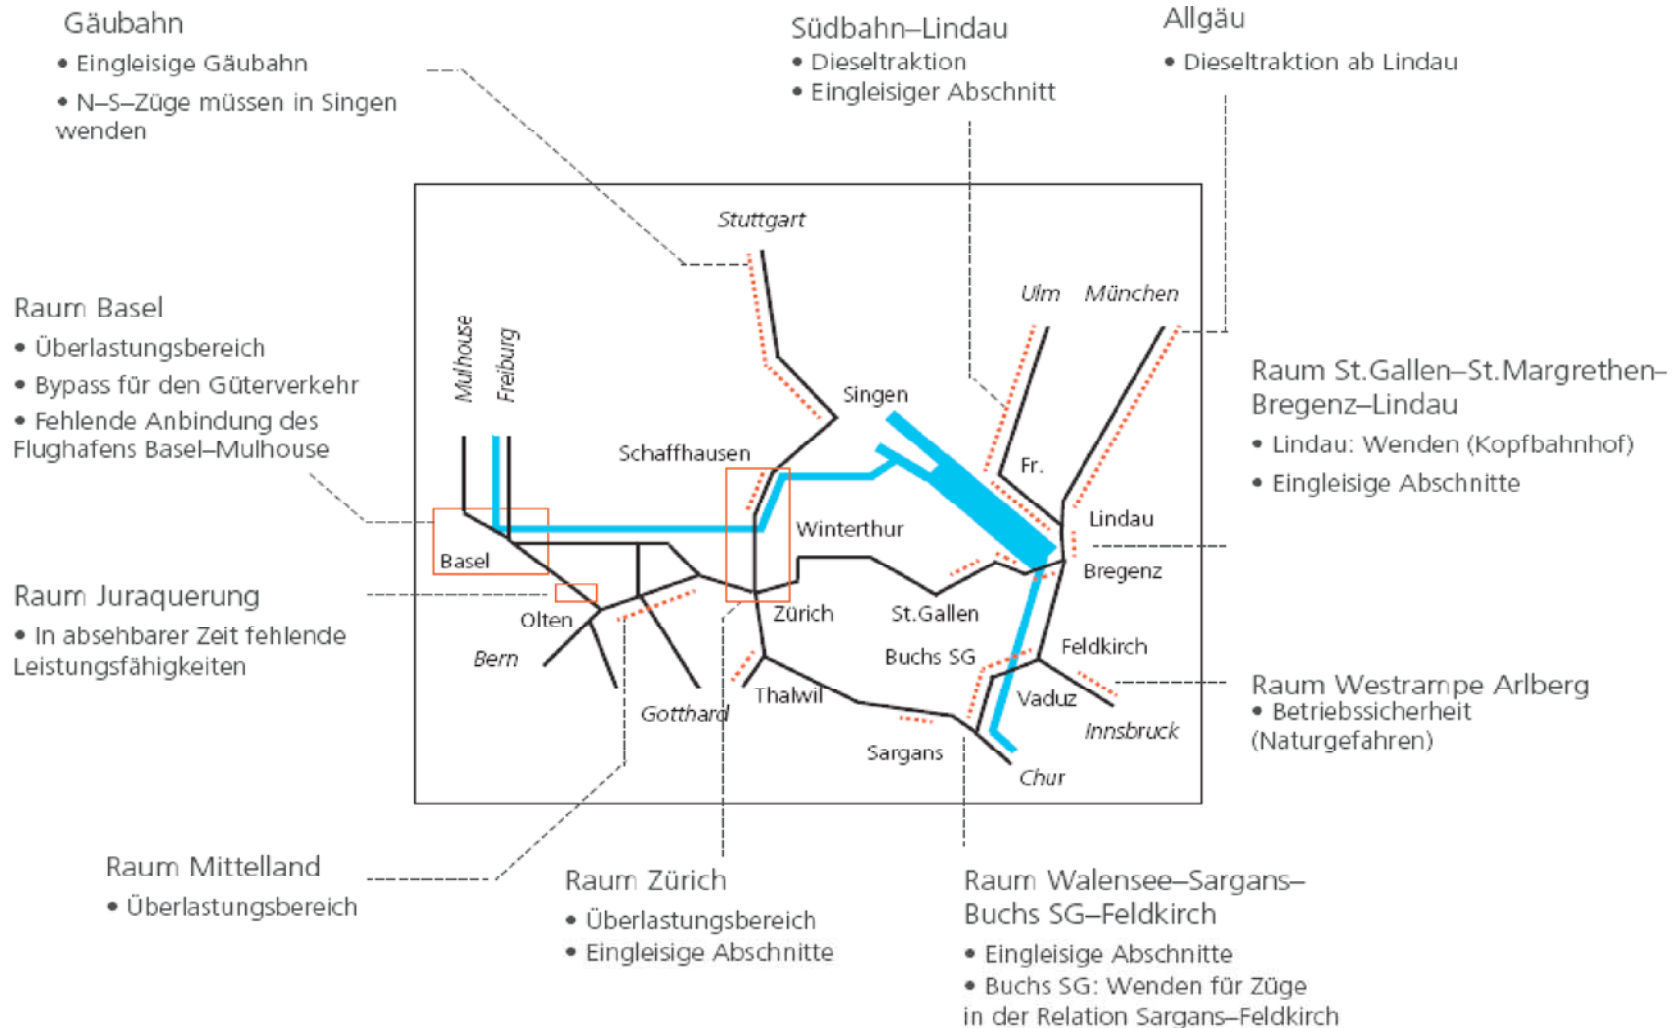 Gäubahn
• Eingleisige Gäubahn
• N–S–Züge müssen in Singen
wenden
Südbahn–Lindau
• Dieseltraktion
• Eingleisiger Abschnitt
Allgäu
• Dieseltraktion ab Lindau
Raum Basel
• Überlastungsbereich
• Bypass für den Güterverkehr
• Fehlende Anbindung des
Flughafens Basel–Mulhouse
Raum Juraquerung
• In absehbarer Zeit fehlende
Leistungsfähigkeiten
Stuttgart
Ulm
München
Mulhouse
Freiburg
Singen
Schaffhausen
Fr.
Lindau
Winterthur
Basel
Bregenz
Olten
Zürich
St.Gallen
Bern
Buchs SG
Feldkirch
Thalwil
Vaduz
Gotthard
Innsbruck
Sargans
Chur
Raum St.Gallen–St.Margrethen–
Bregenz–Lindau
• Lindau: Wenden (Kopfbahnhof)
• Eingleisige Abschnitte
Raum Westrampe Arlberg
• Betriebssicherheit
(Naturgefahren)
Raum Mittelland
• Überlastungsbereich
Raum Zürich
• Überlastungsbereich
• Eingleisige Abschnitte
Raum Walensee–Sargans–
Buchs SG–Feldkirch
• Eingleisige Abschnitte
• Buchs SG: Wenden für Züge
in der Relation Sargans–Feldkirch